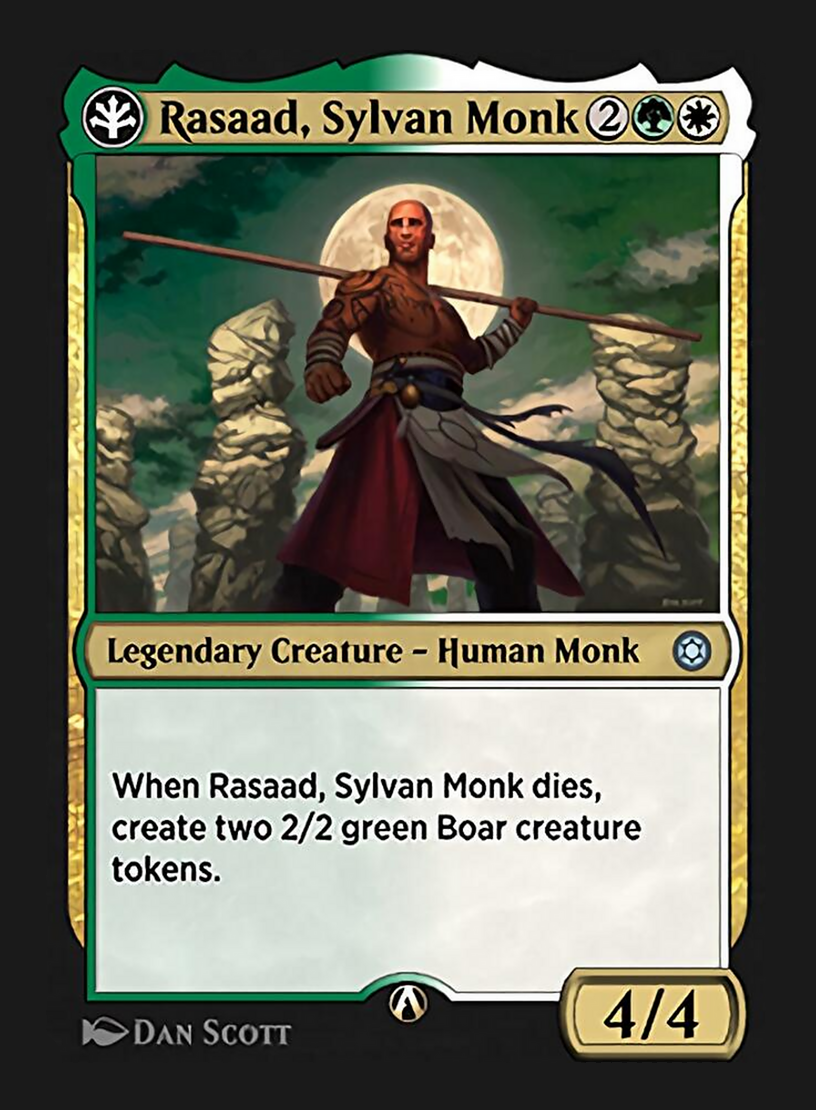 Rasaad, Sylvan Monk 2
Legendary Creature – Human Monk
When Rasaad, Sylvan Monk dies,
create two 2/2 green Boar creature
tokens.
4/4
Dan Scott